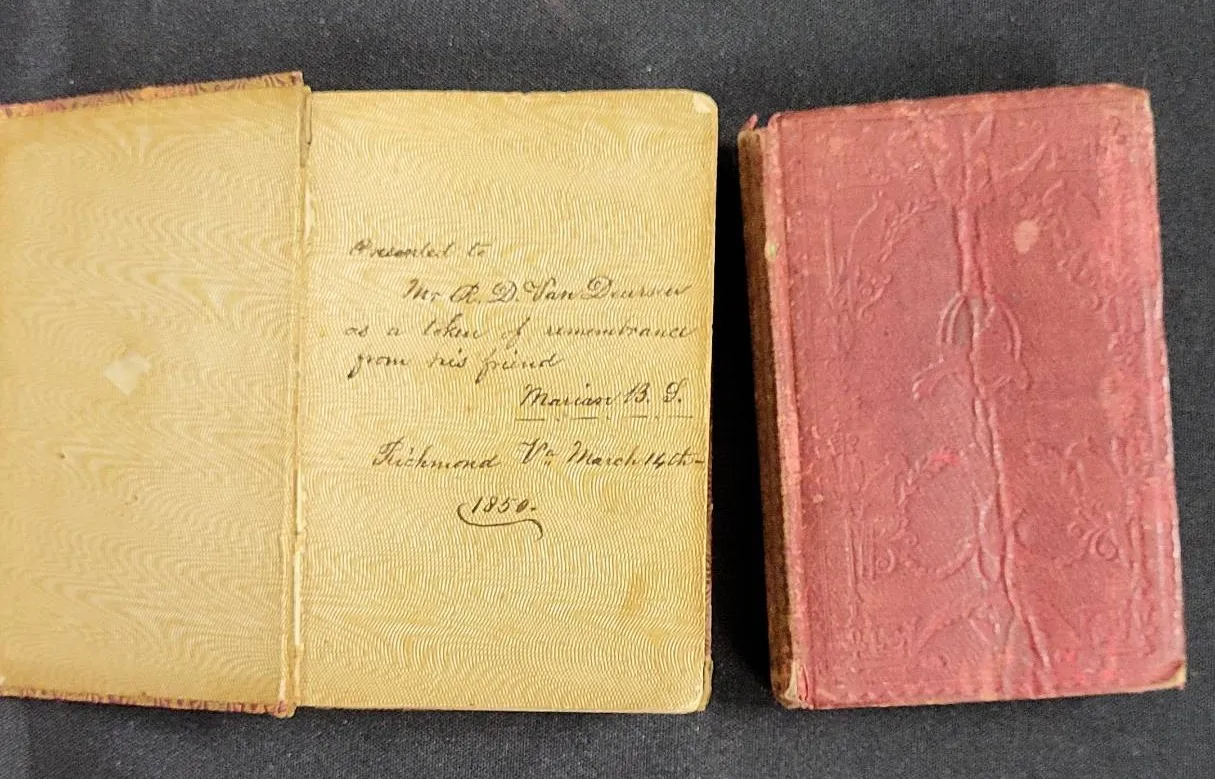 Presented to
Mr R. D. Van Deursen
as a token of remembrance
from his friend
Marian B. S.
Richmond Va March 14th-
1850.